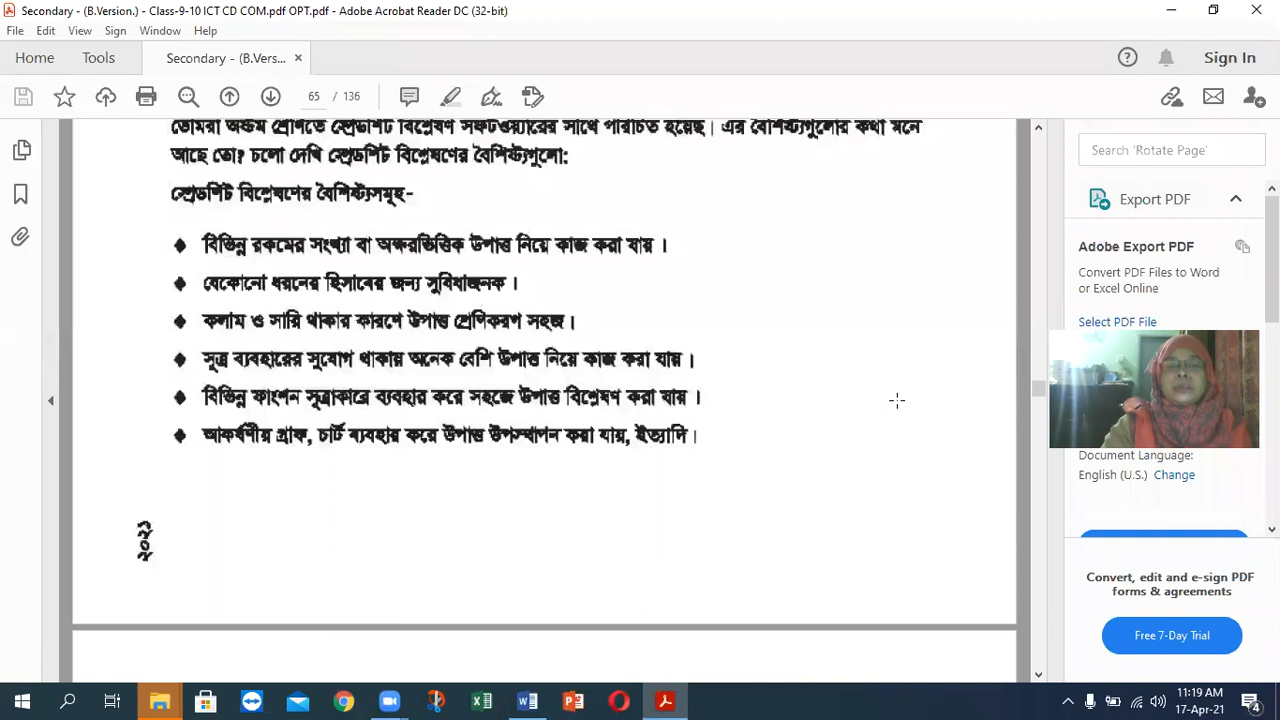 Secondary - (B.Version.) - Class-9-10 ICT CD COM.pdf OPT.pdf - Adobe Acrobat Reader DC (32-bit)
File Edit View Sign Window Help
Home Tools Secondary - (B.Vers... × Sign In
65 / 136
তোমরা অষ্টম শ্রেণিতে স্প্রেডশিট বিশ্লেষণ সফটওয়্যারের সাথে পরিচিত হয়েছ। এর বৈশিষ্ট্যগুলোর কথা মনে
আছে তো? চলো দেখি স্প্রেডশিট বিশ্লেষণের বৈশিষ্ট্যগুলো:
স্প্রেডশিট বিশ্লেষণের বৈশিষ্ট্যসমূহ-
♦ বিভিন্ন রকমের সংখ্যা বা অক্ষরভিত্তিক উপাত্ত নিয়ে কাজ করা যায়।
♦ যেকোনো ধরনের হিসাবের জন্য সুবিধাজনক।
♦ কলাম ও সারি থাকার কারণে উপাত্ত শ্রেণিকরণ সহজ।
♦ সূত্র ব্যবহারের সুযোগ থাকায় অনেক বেশি উপাত্ত নিয়ে কাজ করা যায়।
♦ বিভিন্ন ফাংশন সূত্রাকারে ব্যবহার করে সহজে উপাত্ত বিশ্লেষণ করা যায়।
♦ আকর্ষণীয় গ্রাফ, চার্ট ব্যবহার করে উপাত্ত উপস্থাপন করা যায়, ইত্যাদি।
২০২১
Search 'Rotate Page'
Export PDF
Adobe Export PDF
Convert PDF Files to Word
or Excel Online
Select PDF File
Document Language:
English (U.S.) Change
Convert, edit and e-sign PDF
forms & agreements
Free 7-Day Trial
11:19 AM
17-Apr-21
4